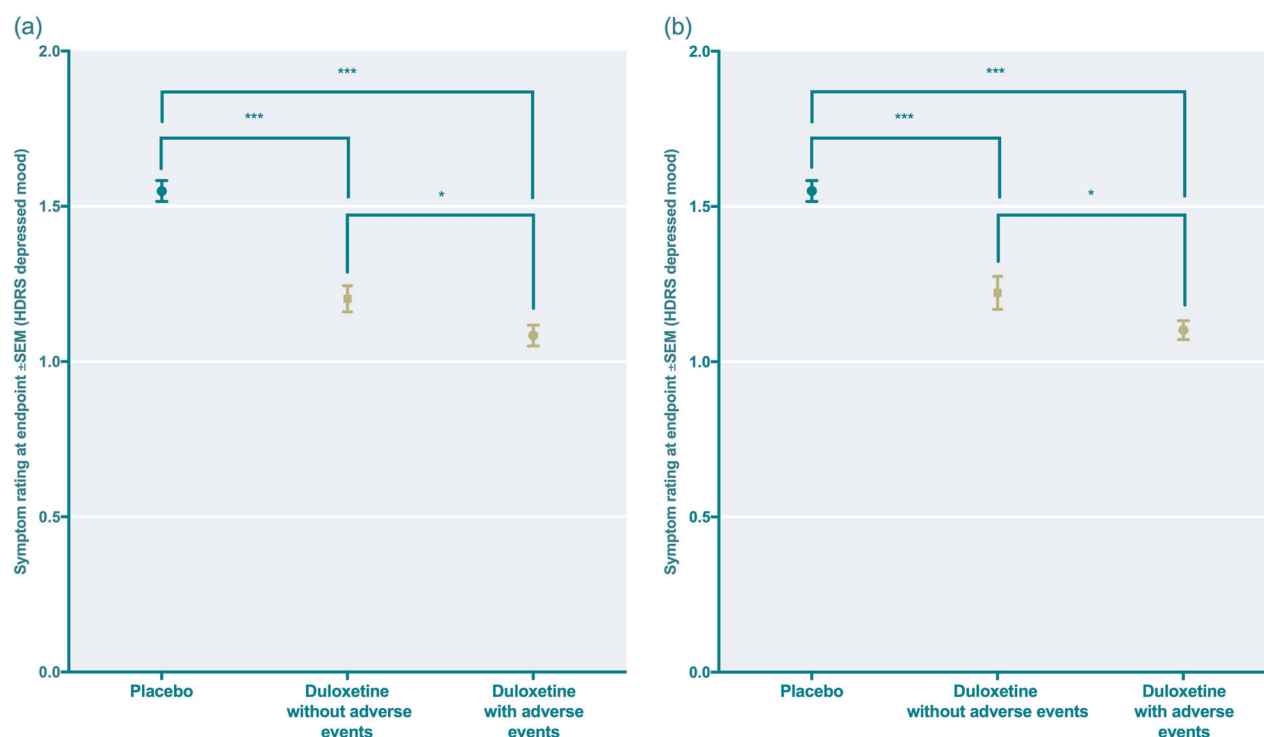 (a)
Symptom rating at endpoint ±SEM (HDRS depressed mood)
2.0
1.5
1.0
0.5
0.0
***
***
*
Placebo
Duloxetine
without adverse
events
Duloxetine
with adverse
events
(b)
Symptom rating at endpoint ±SEM (HDRS depressed mood)
2.0
1.5
1.0
0.5
0.0
***
***
*
Placebo
Duloxetine
without adverse events
Duloxetine
with adverse
events